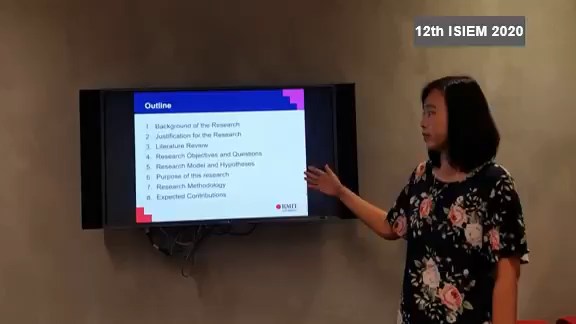 12th ISIEM 2020
Outline
1. Background of the Research
2. Justification for the Research
3. Literature Review
4. Research Objectives and Questions
5. Research Model and Hypotheses
6. Purpose of this research
7. Research Methodology
8. Expected Contributions
RMIT